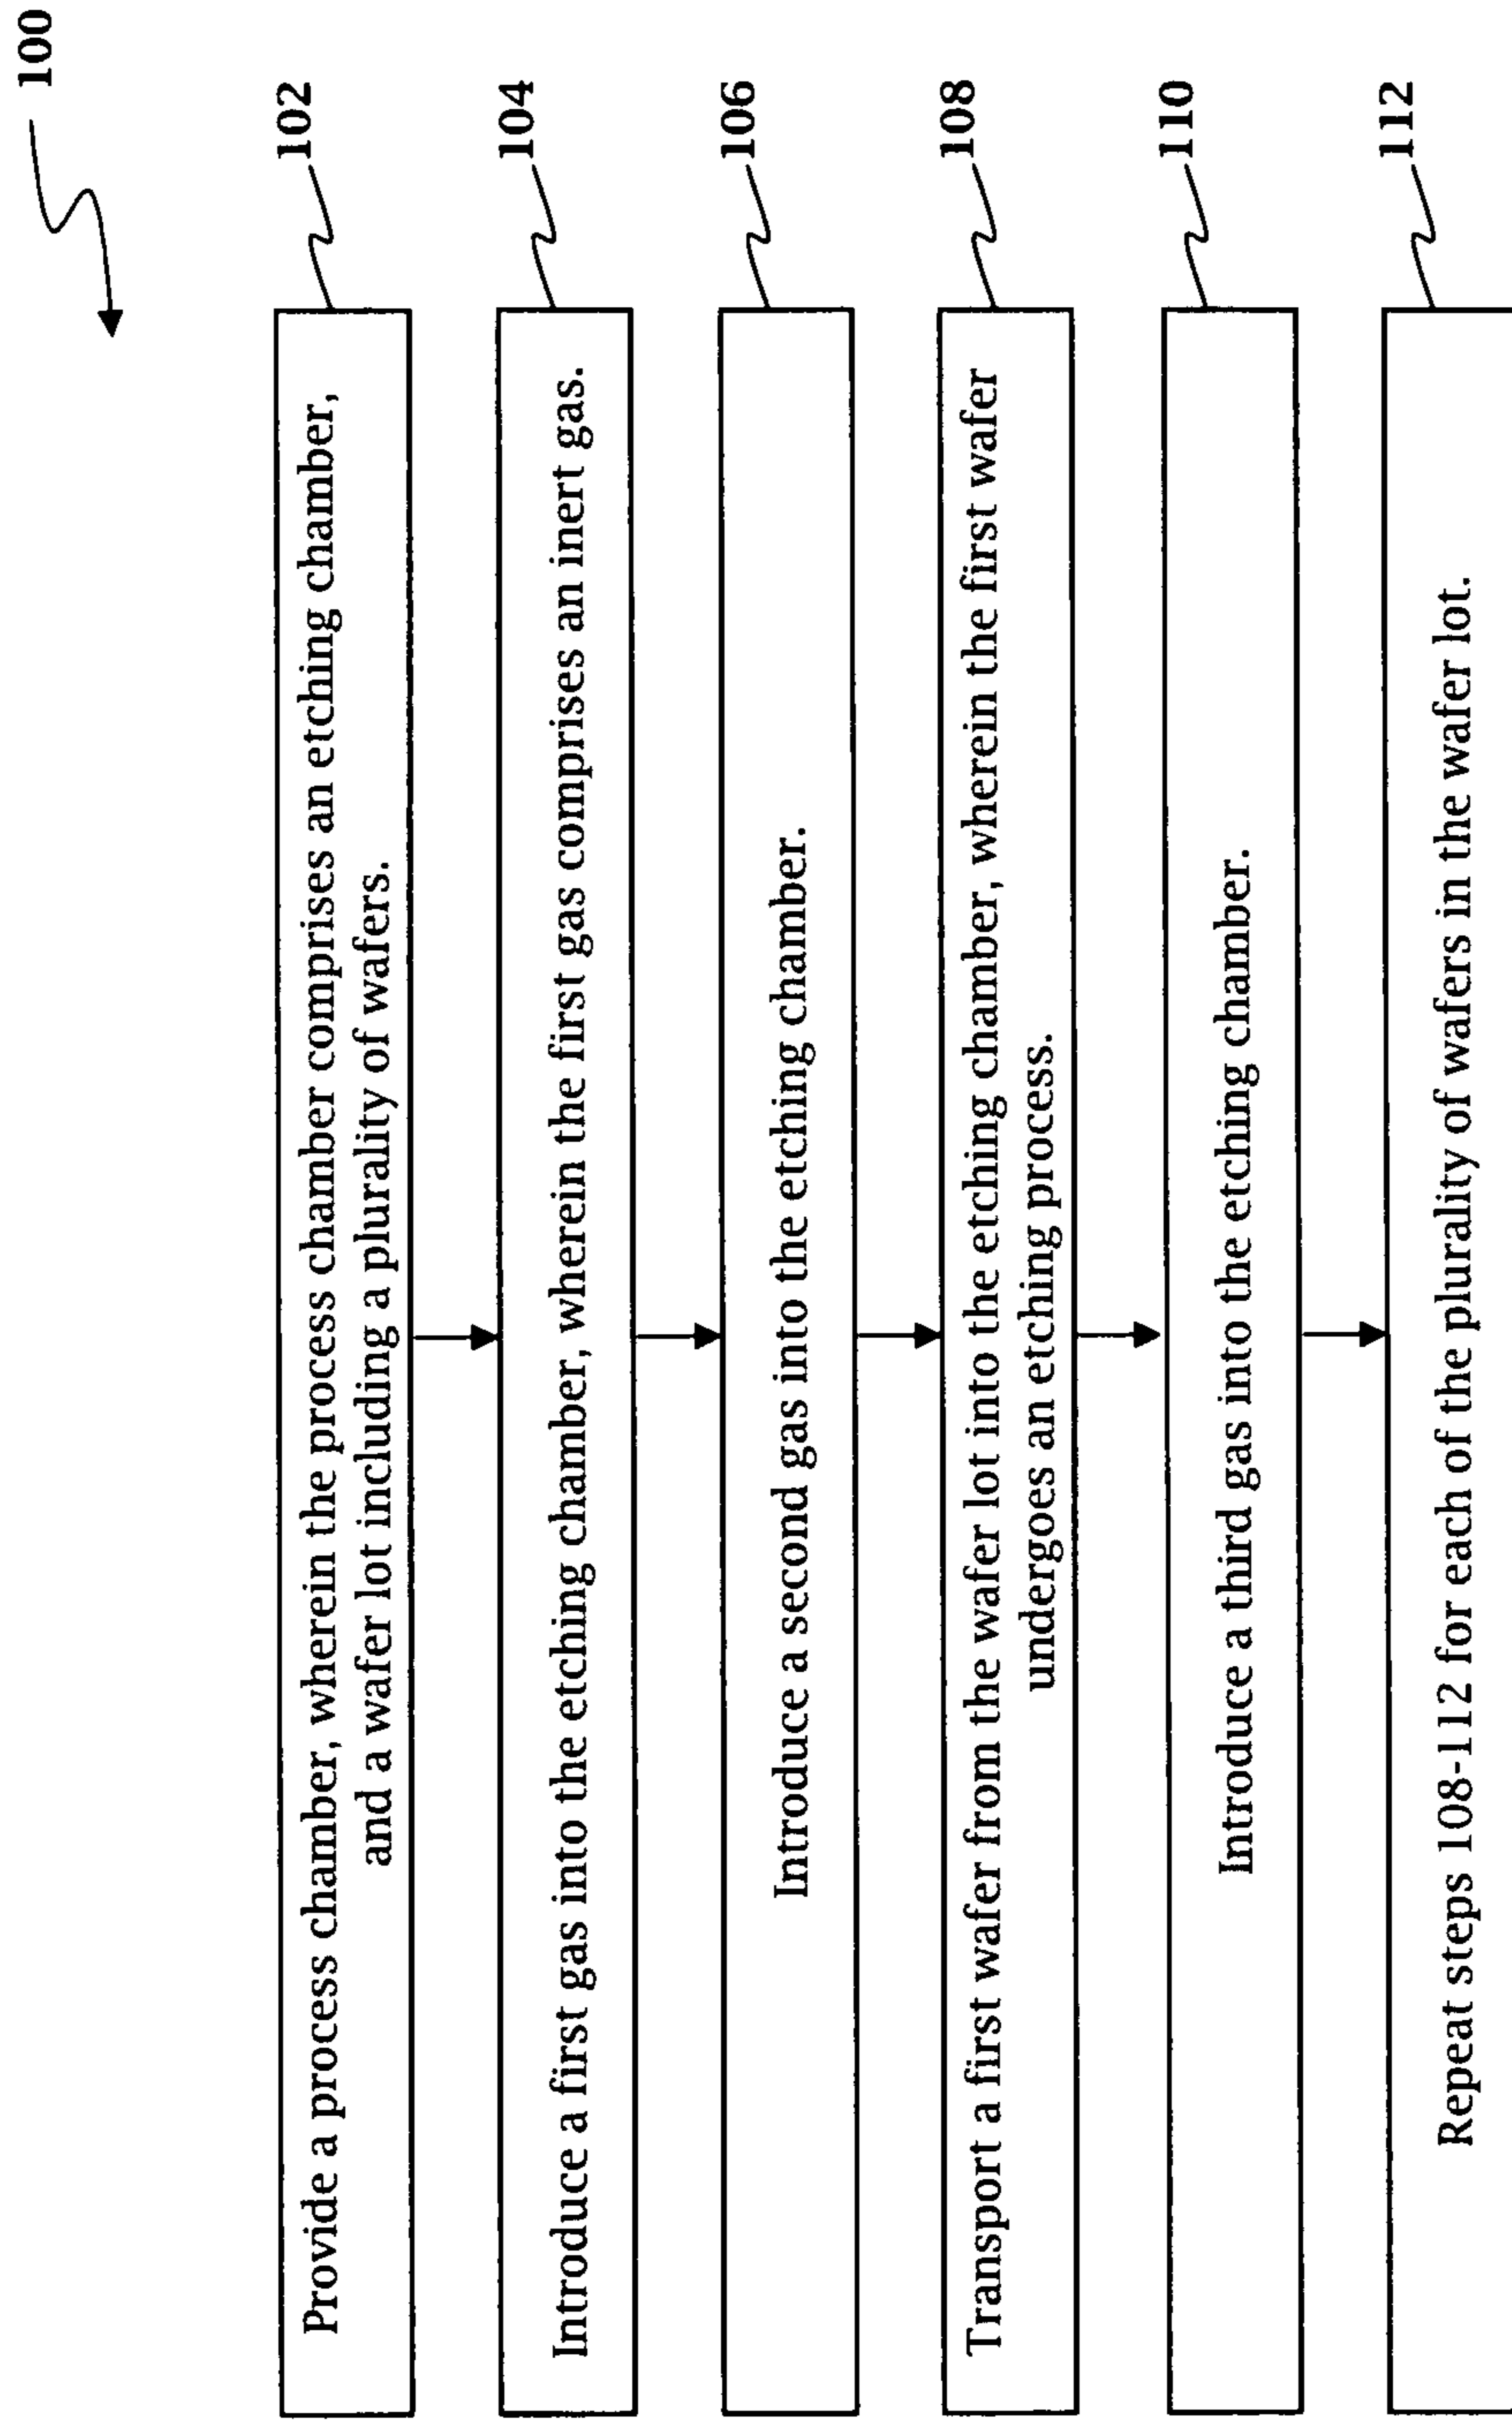 100
102
Provide a process chamber, wherein the process chamber comprises an etching chamber,
and a wafer lot including a plurality of wafers.
104
Introduce a first gas into the etching chamber, wherein the first gas comprises an inert gas.
106
Introduce a second gas into the etching chamber.
108
Transport a first wafer from the wafer lot into the etching chamber, wherein the first wafer
undergoes an etching process.
110
Introduce a third gas into the etching chamber.
112
Repeat steps 108-112 for each of the plurality of wafers in the wafer lot.